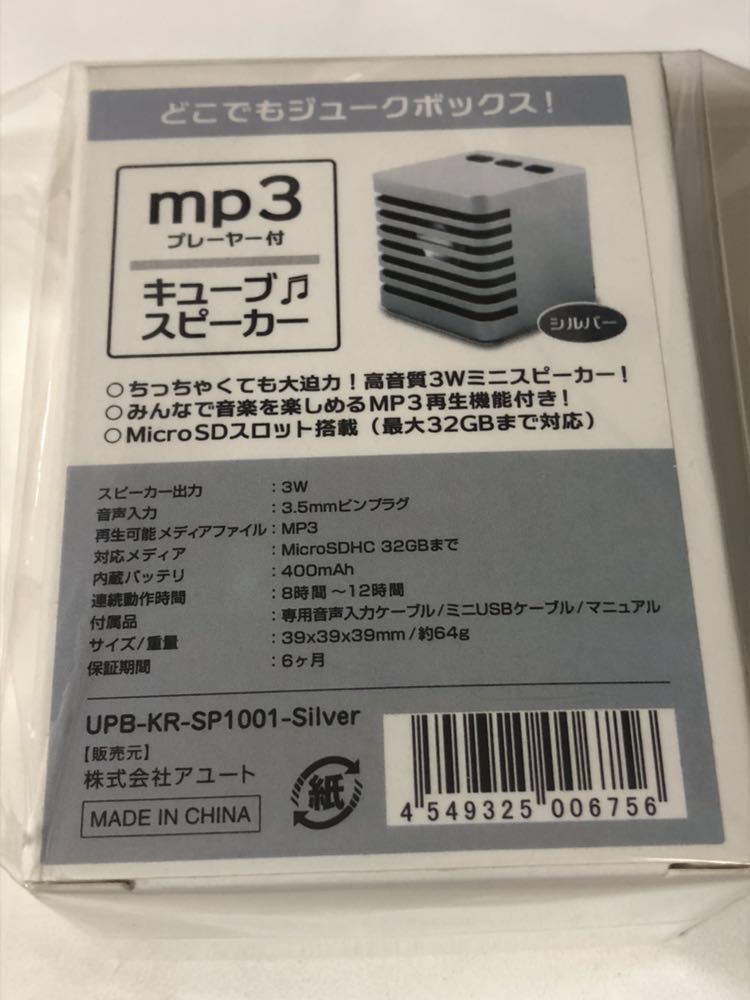 どこでもジュークボックス！
mp3
プレーヤー付
キューブ♫
スピーカー
シルバー
○ちっちゃくても大迫力！高音質3Wミニスピーカー！
○みんなで音楽を楽しめるMP3再生機能付き！
○MicroSDスロット搭載（最大32GBまで対応）
スピーカー出力：3W
音声入力：3.5mmピンプラグ
再生可能メディアファイル：MP3
対応メディア：MicroSDHC 32GBまで
内蔵バッテリ：400mAh
連続動作時間：8時間～12時間
付属品：専用音声入力ケーブル/ミニUSBケーブル/マニュアル
サイズ/重量：39x39x39mm/約64g
保証期間：6ヶ月
UPB-KR-SP1001-Silver
【販売元】
株式会社アユート
MADE IN CHINA
紙
4 549325 006756